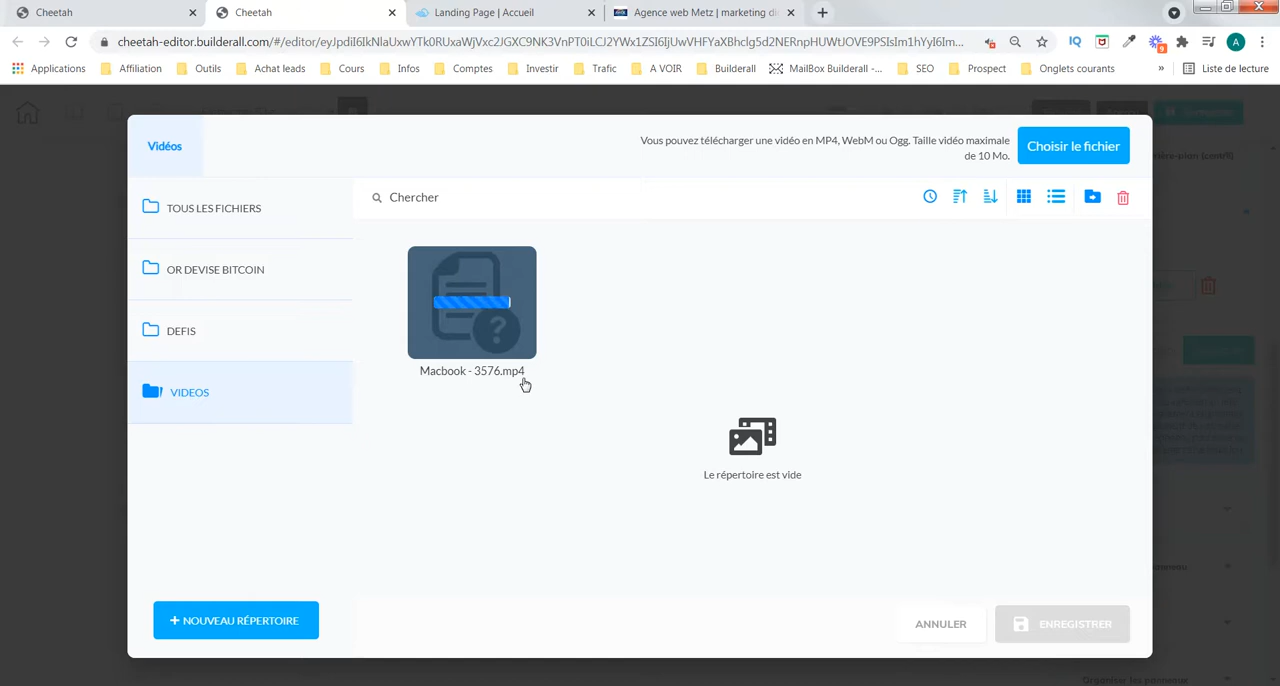 Cheetah
Cheetah
Landing Page | Accueil
Agence web Metz | marketing di
cheetah-editor.builderall.com/#/editor/eyJpdiI6IkNlaUxwYTk0RUxaWjVxc2JGXC9NK3VnPT0iLCJ2YWx1ZSI6IjUwVHFYaXBhclg5d2NERnpHUWtJOVE9PSIsIm1hYyI6Im...
Applications
Affiliation
Outils
Achat leads
Cours
Infos
Comptes
Investir
Trafic
A VOIR
Builderall
MailBox Builderall -...
SEO
Prospect
Onglets courants
»
Liste de lecture
Vidéos
Vous pouvez télécharger une vidéo en MP4, WebM ou Ogg. Taille vidéo maximale
de 10 Mo.
Choisir le fichier
TOUS LES FICHIERS
Chercher
OR DEVISE BITCOIN
DEFIS
VIDEOS
Macbook - 3576.mp4
Le répertoire est vide
+ NOUVEAU RÉPERTOIRE
ANNULER
ENREGISTRER
Organiser les panneaux